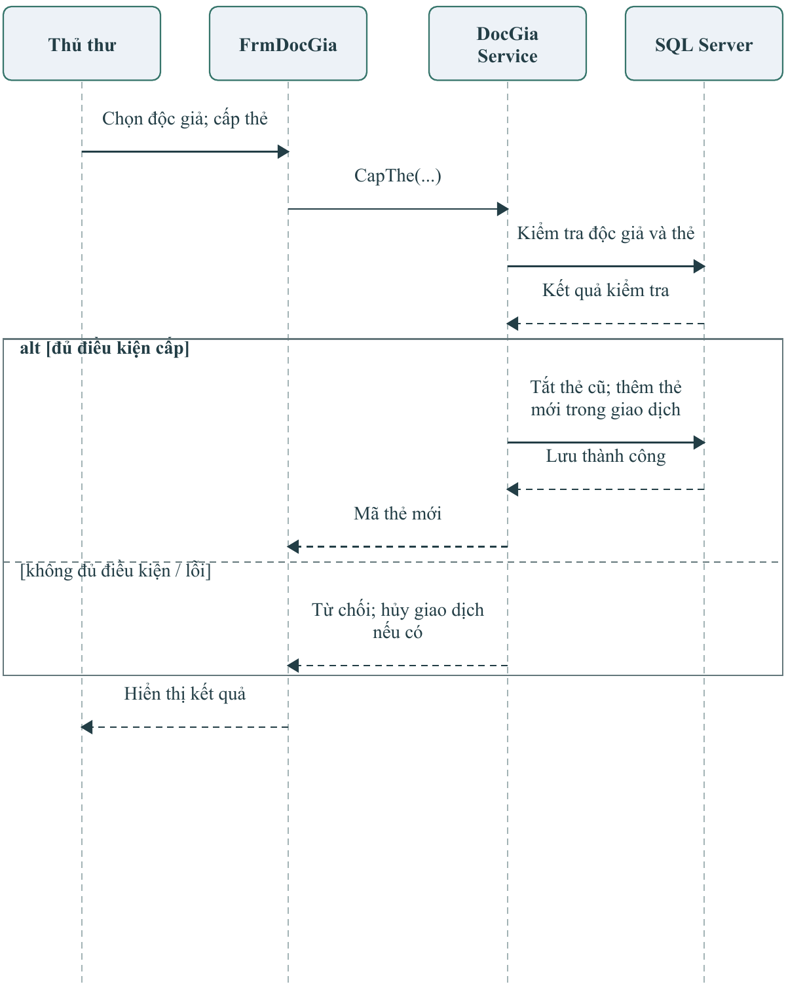 Thủ thư
FrmDocGia
DocGia
Service
SQL Server
Chọn độc giả; cấp thẻ
CapThe(...)
Kiểm tra độc giả và thẻ
Kết quả kiểm tra
alt [đủ điều kiện cấp]
Tắt thẻ cũ; thêm thẻ
mới trong giao dịch
Lưu thành công
Mã thẻ mới
[không đủ điều kiện / lỗi]
Từ chối; hủy giao dịch
nếu có
Hiển thị kết quả